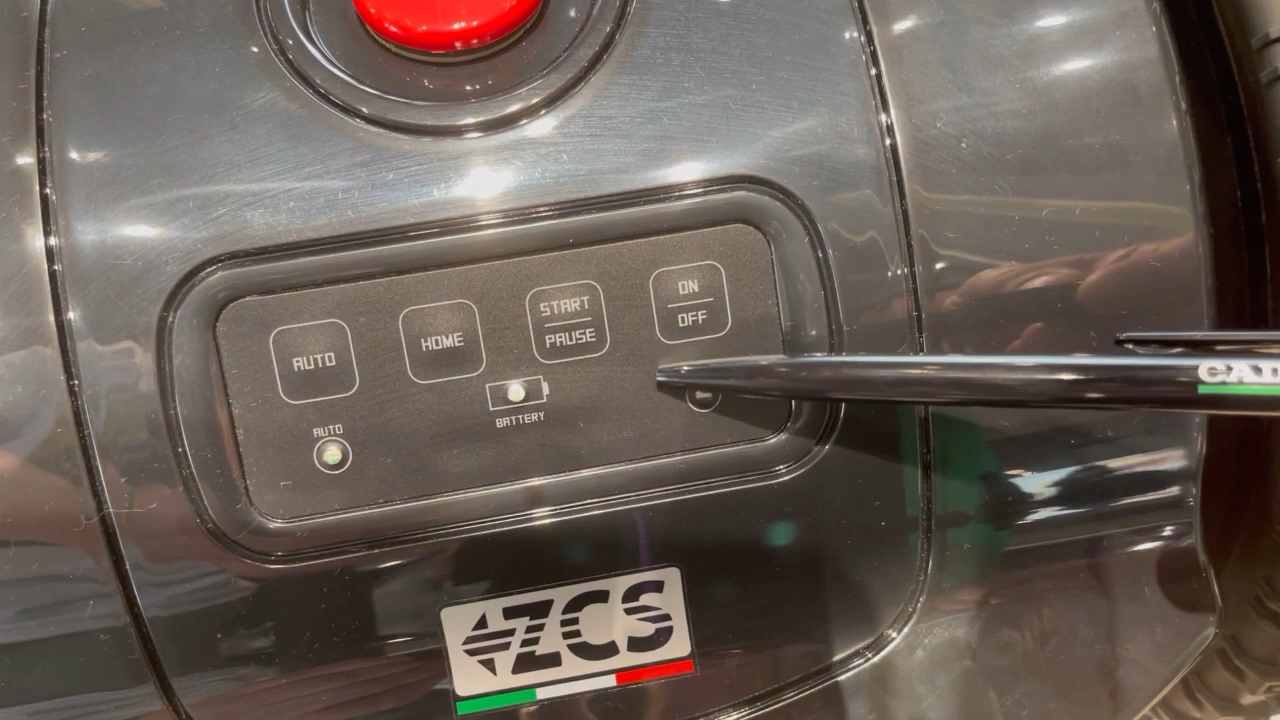 AUTO
HOME
START
PAUSE
ON
OFF
AUTO
BATTERY
ZCS